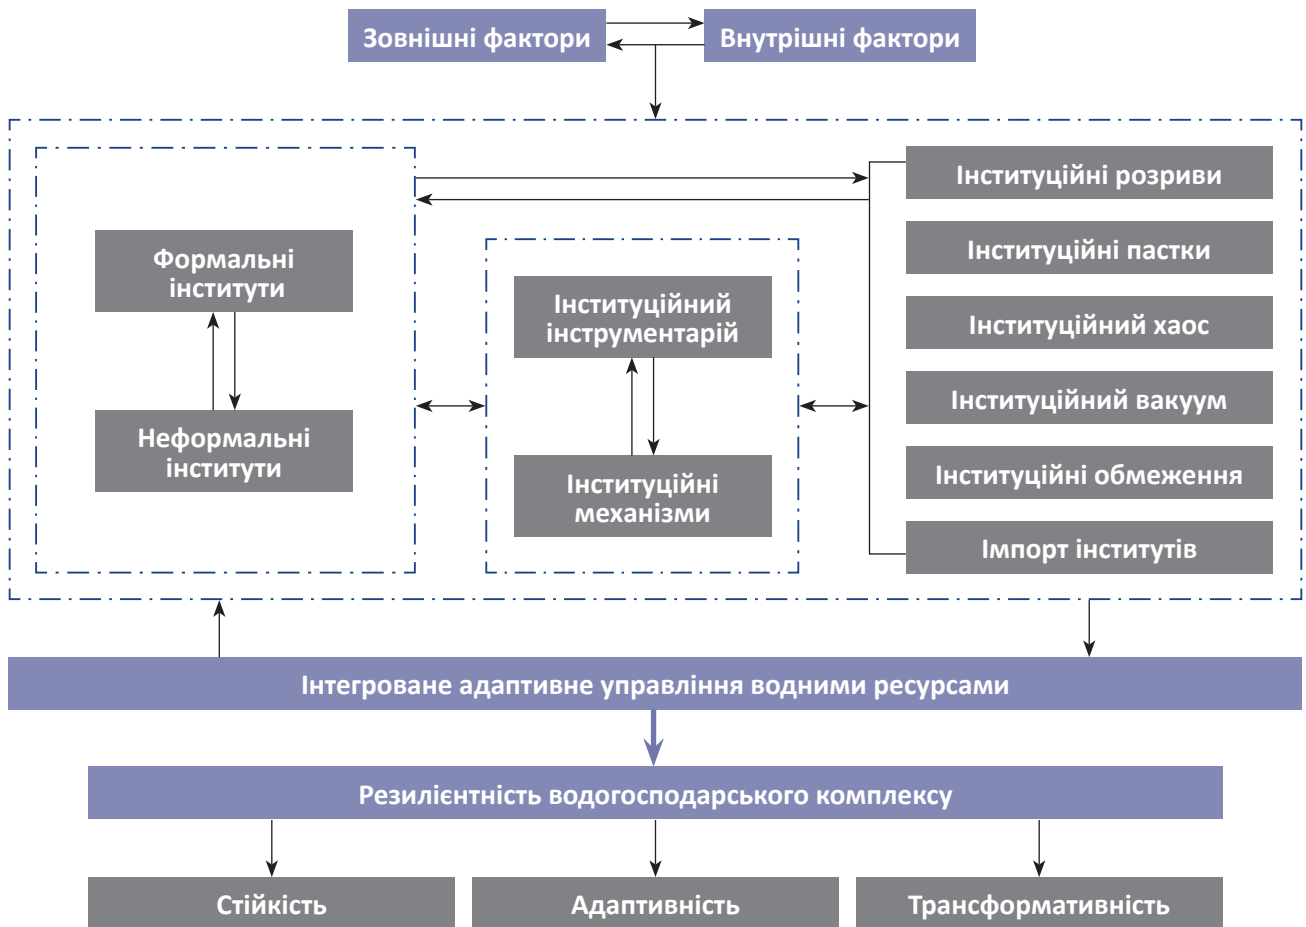 Зовнішні фактори
Внутрішні фактори
Формальні
інститути
Неформальні
інститути
Інституційний
інструментарій
Інституційні
механізми
Інституційні розриви
Інституційні пастки
Інституційний хаос
Інституційний вакуум
Інституційні обмеження
Імпорт інститутів
Інтегроване адаптивне управління водними ресурсами
Резилієнтність водогосподарського комплексу
Стійкість
Адаптивність
Трансформативність